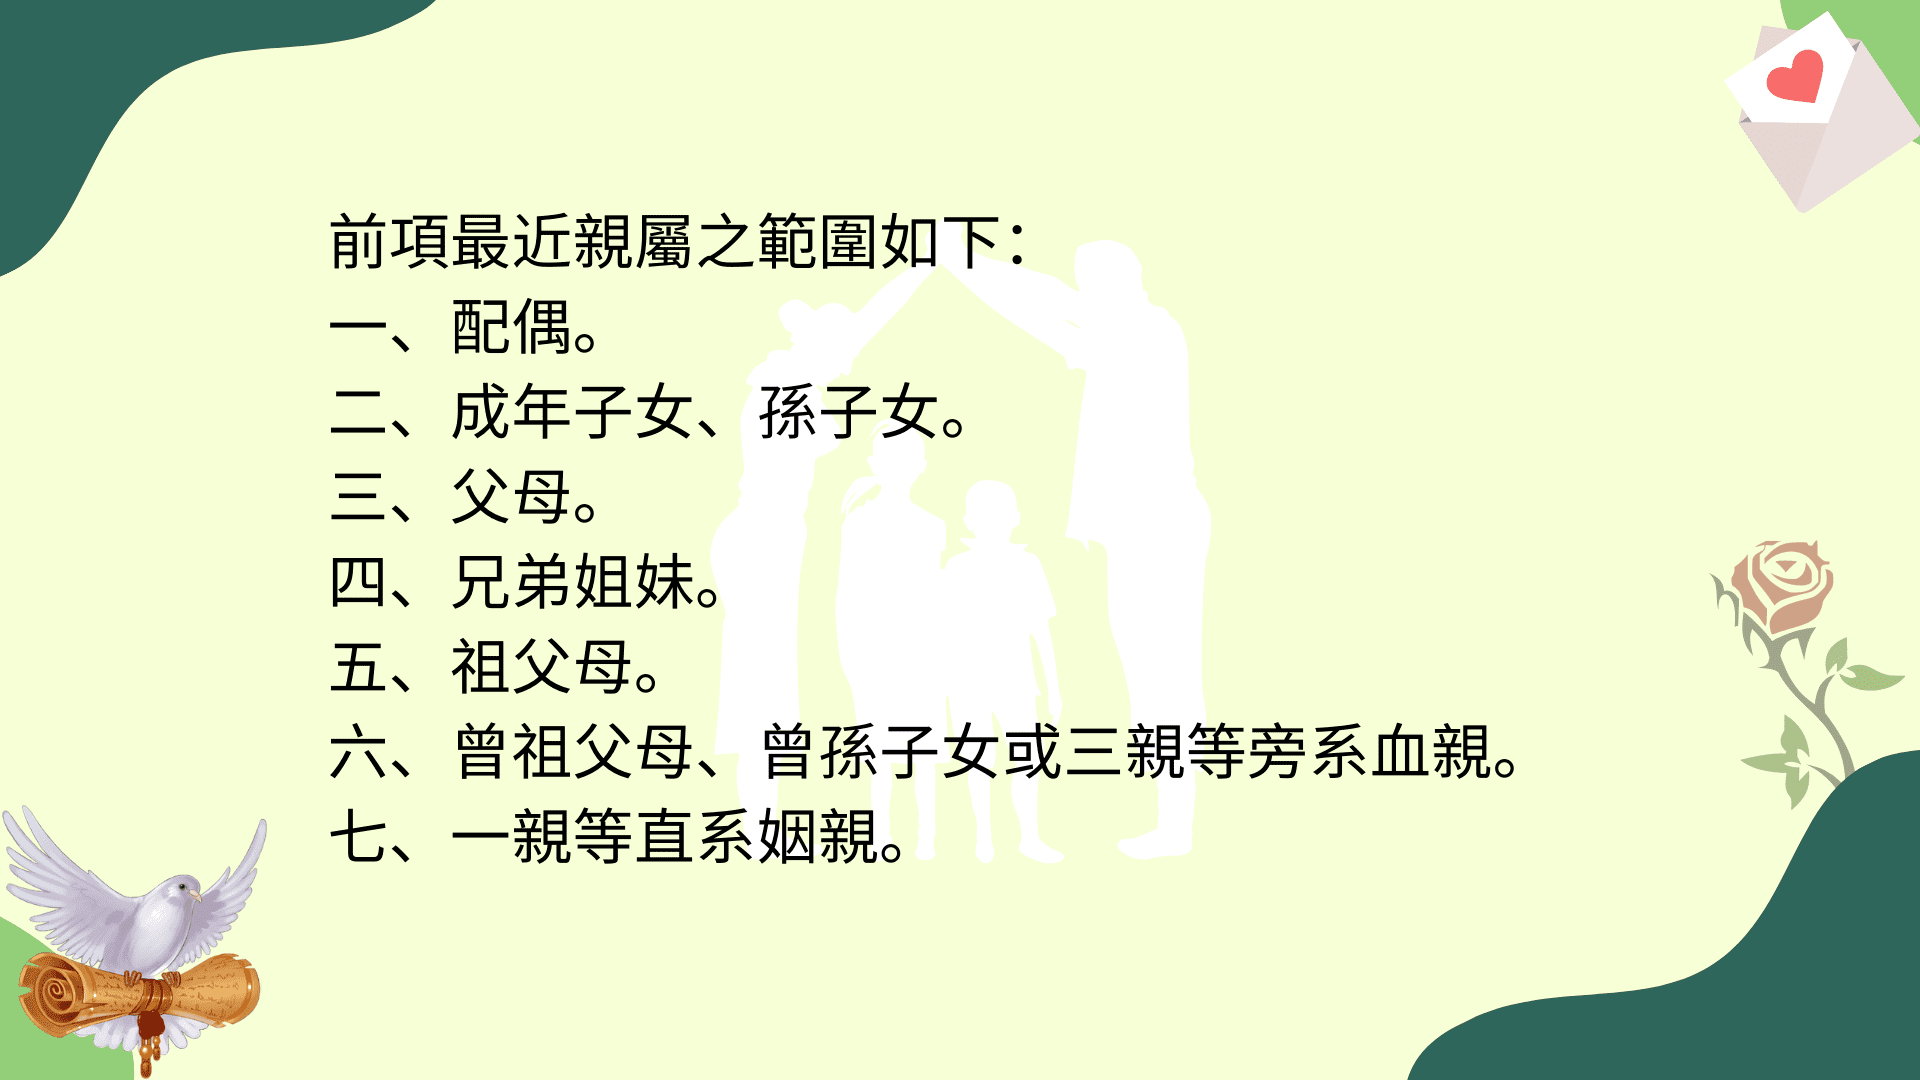 前項最近親屬之範圍如下：
一、配偶。
二、成年子女、孫子女。
三、父母。
四、兄弟姐妹。
五、祖父母。
六、曾祖父母、曾孫子女或三親等旁系血親。
七、一親等直系姻親。